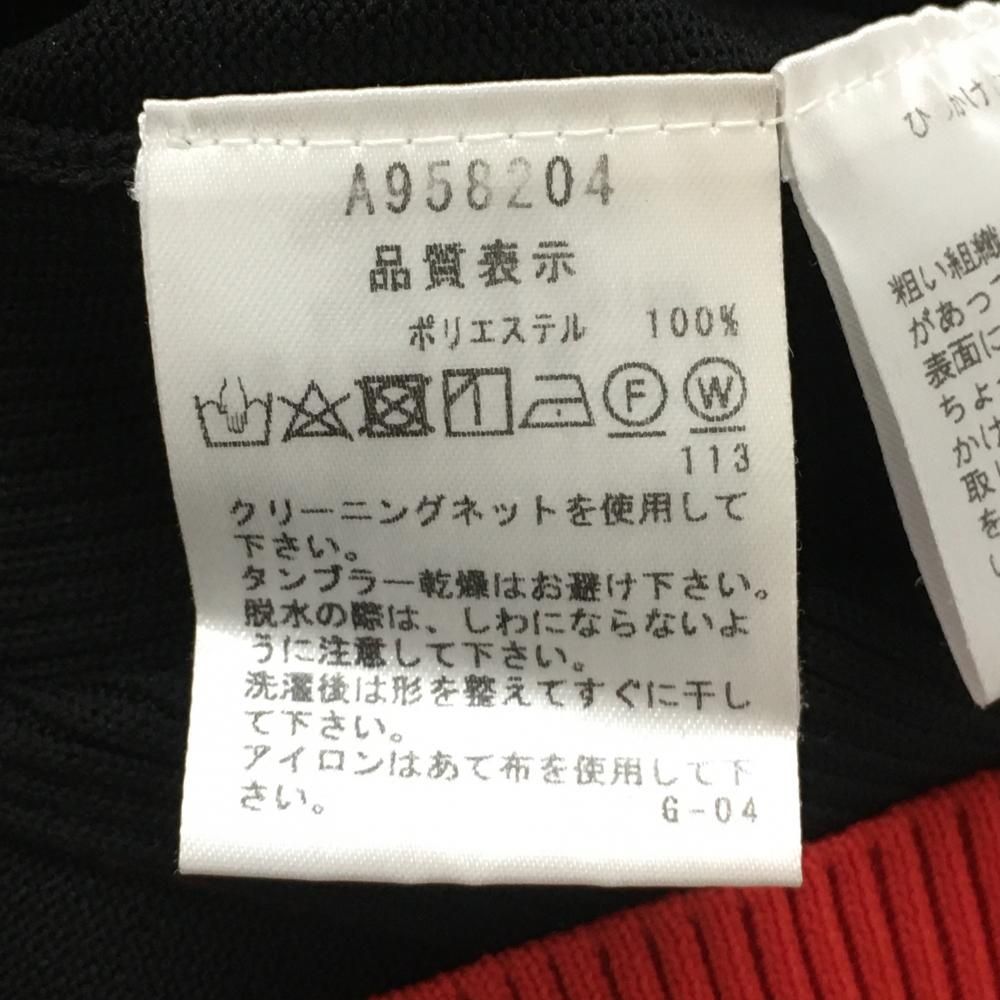 A958204
品質表示
ポリエステル 100%
F W
113
クリーニングネットを使用して
下さい。
タンブラー乾燥はお避け下さい。
脱水の際は、しわにならないよ
うに注意して下さい。
洗濯後は形を整えてすぐに干し
て下さい。
アイロンはあて布を使用して下
さい。
G-04
粗い組織
があって
表面に
ちょ
かけ
取
を